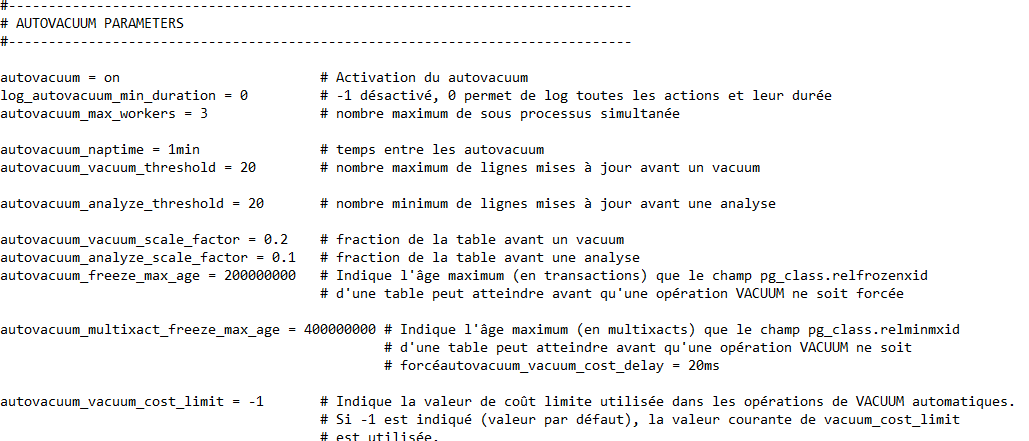 #------------------------------------------------------------------------------
# AUTOVACUUM PARAMETERS
#------------------------------------------------------------------------------
autovacuum = on # Activation du autovacuum
log_autovacuum_min_duration = 0 # -1 désactivé, 0 permet de log toutes les actions et leur durée
autovacuum_max_workers = 3 # nombre maximum de sous processus simultanée
autovacuum_naptime = 1min # temps entre les autovacuum
autovacuum_vacuum_threshold = 20 # nombre maximum de lignes mises à jour avant un vacuum
autovacuum_analyze_threshold = 20 # nombre minimum de lignes mises à jour avant une analyse
autovacuum_vacuum_scale_factor = 0.2 # fraction de la table avant un vacuum
autovacuum_analyze_scale_factor = 0.1 # fraction de la table avant une analyse
autovacuum_freeze_max_age = 200000000 # Indique l'âge maximum (en transactions) que le champ pg_class.relfrozenxid
# d'une table peut atteindre avant qu'une opération VACUUM ne soit forcée
autovacuum_multixact_freeze_max_age = 400000000 # Indique l'âge maximum (en multixacts) que le champ pg_class.relminmxid
# d'une table peut atteindre avant qu'une opération VACUUM ne soit
# forcéautovacuum_vacuum_cost_delay = 20ms
autovacuum_vacuum_cost_limit = -1 # Indique la valeur de coût limite utilisée dans les opérations de VACUUM automatiques.
# Si -1 est indiqué (valeur par défaut), la valeur courante de vacuum_cost_limit
# est utilisée.